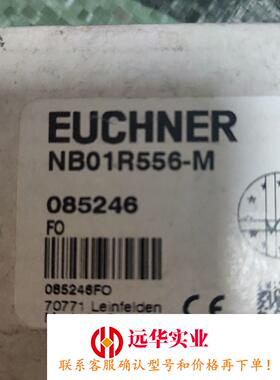 EUCHNER
NB01R556-M
085246
FO
085246FO
70771 Leinfelden
CE
远华实业
联系客服确认型号和价格再下单！